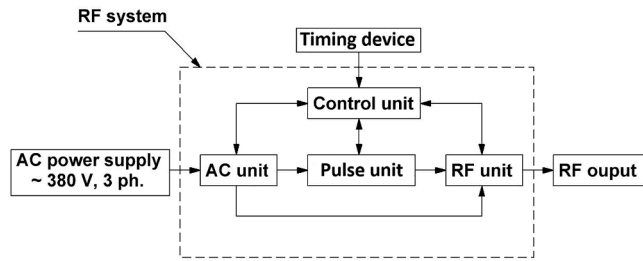 RF system
Timing device
Control unit
AC power supply
~ 380 V, 3 ph.
AC unit
Pulse unit
RF unit
RF ouput